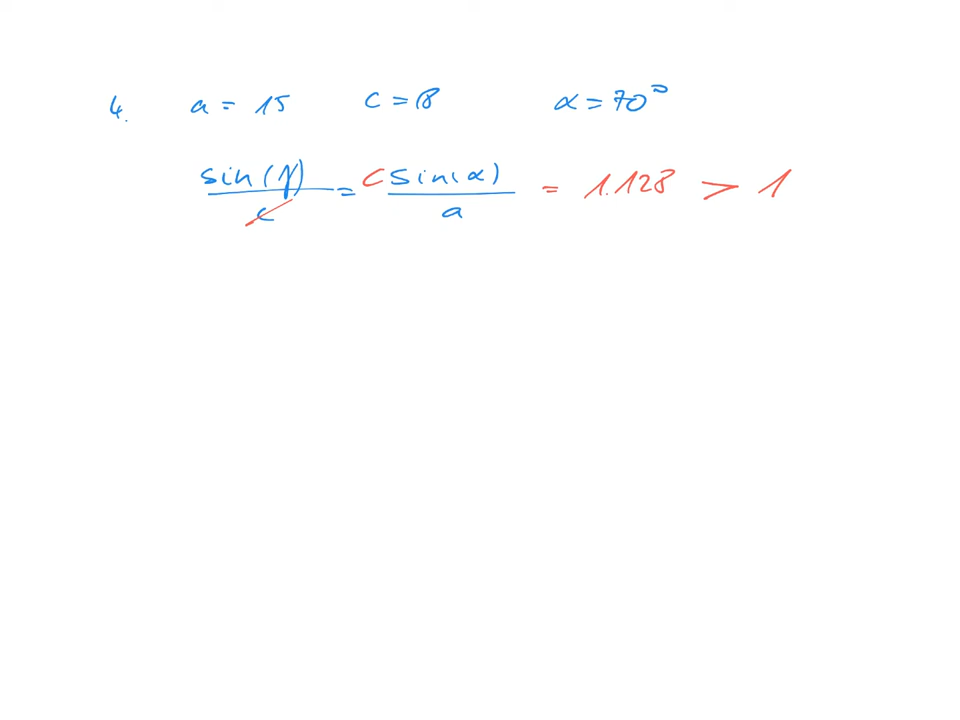 4. a = 15 c = 18 α = 70°
sin(γ)/c = c sin(α)/a = 1.128 > 1